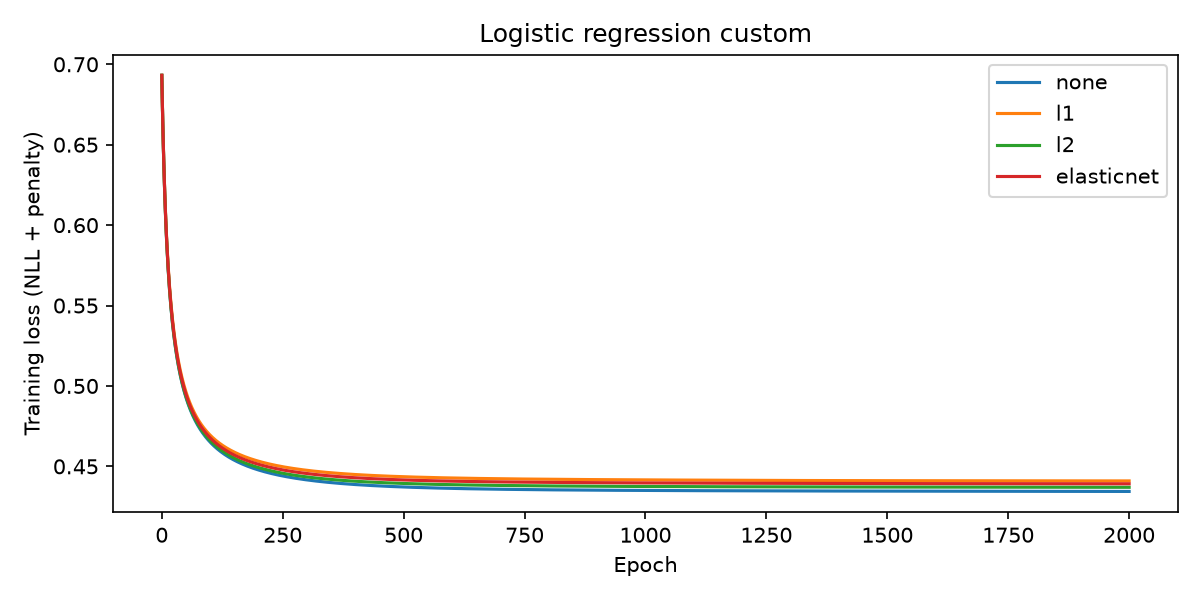 Logistic regression custom
Training loss (NLL + penalty)
0.70
0.65
0.60
0.55
0.50
0.45
none
l1
l2
elasticnet
0 250 500 750 1000 1250 1500 1750 2000
Epoch